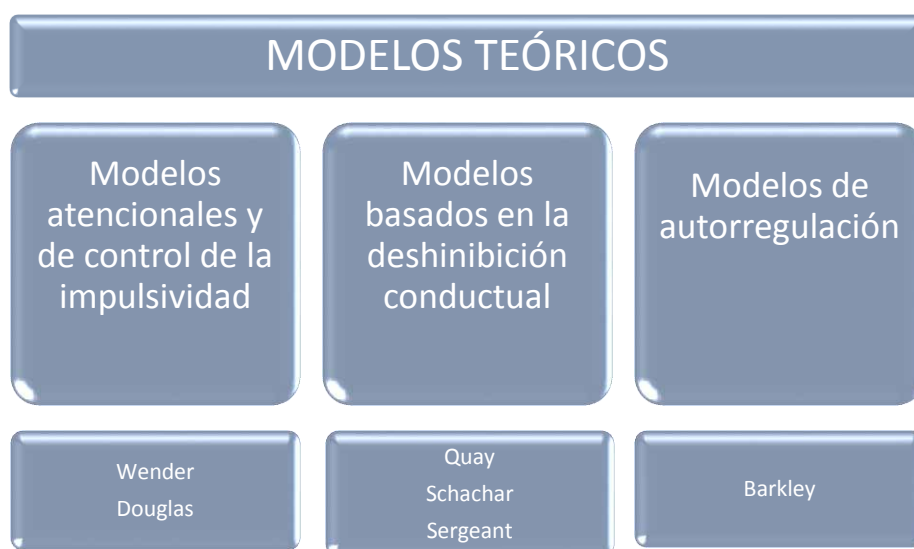 MODELOS TEÓRICOS
Modelos
atencionales y
de control de la
impulsividad
Modelos
basados en la
deshinibición
conductual
Modelos de
autorregulación
Wender
Douglas
Quay
Schachar
Sergeant
Barkley